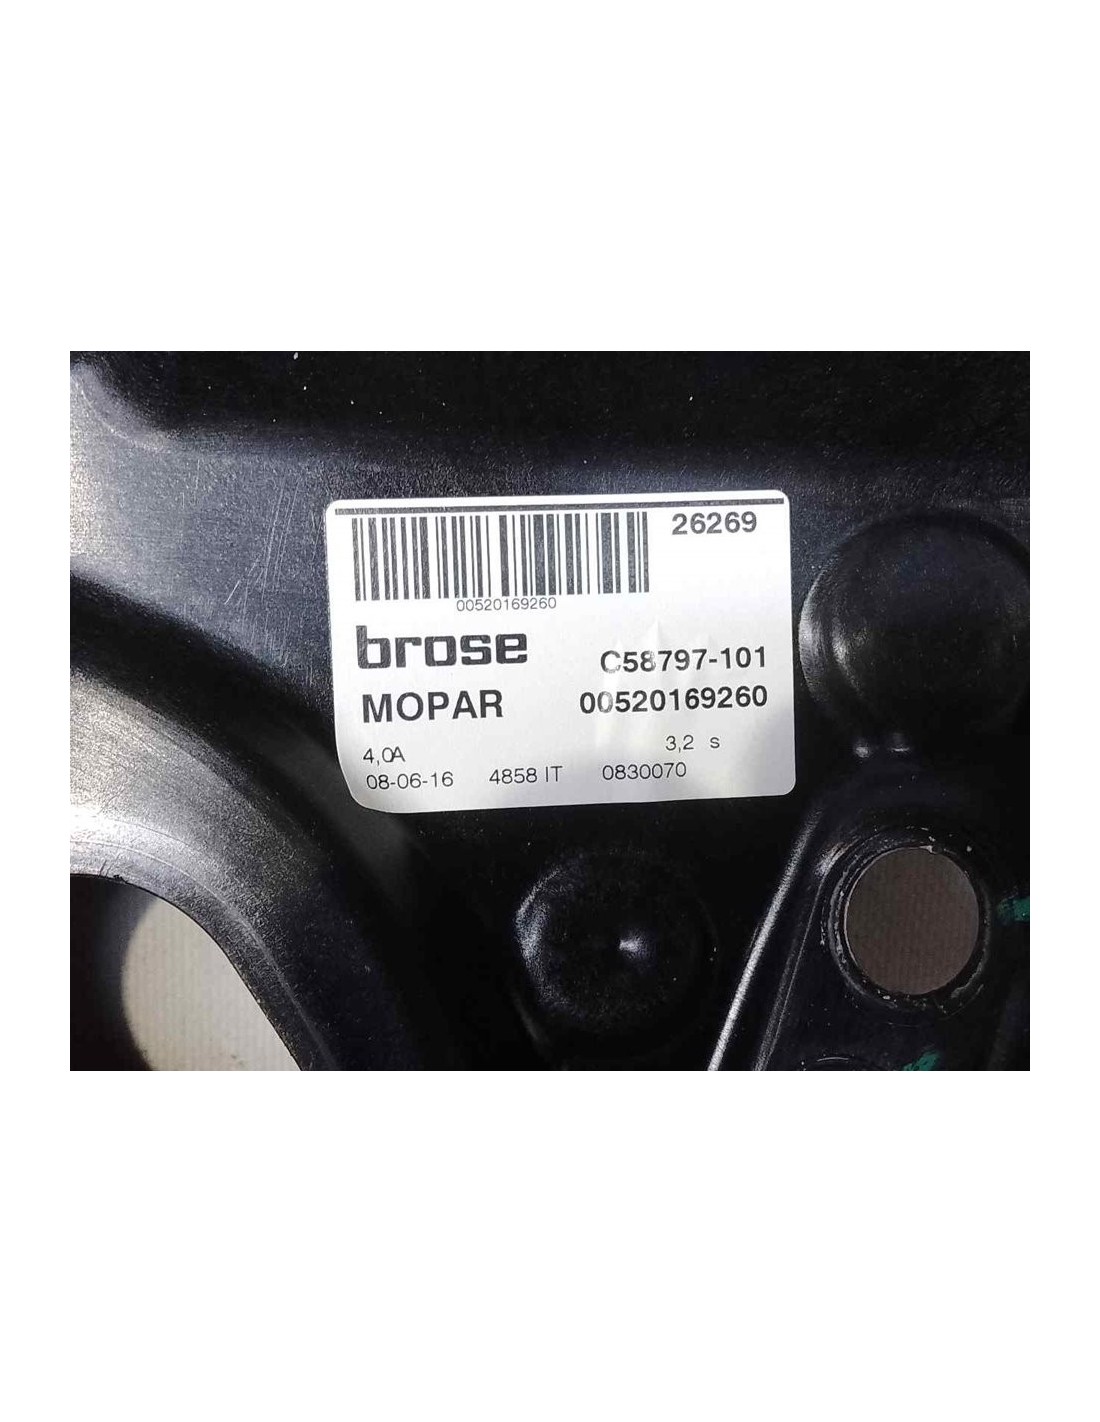 26269
00520169260
brose
C58797-101
MOPAR 00520169260
4,0A 3,2 s
08-06-16 4858 IT 0830070